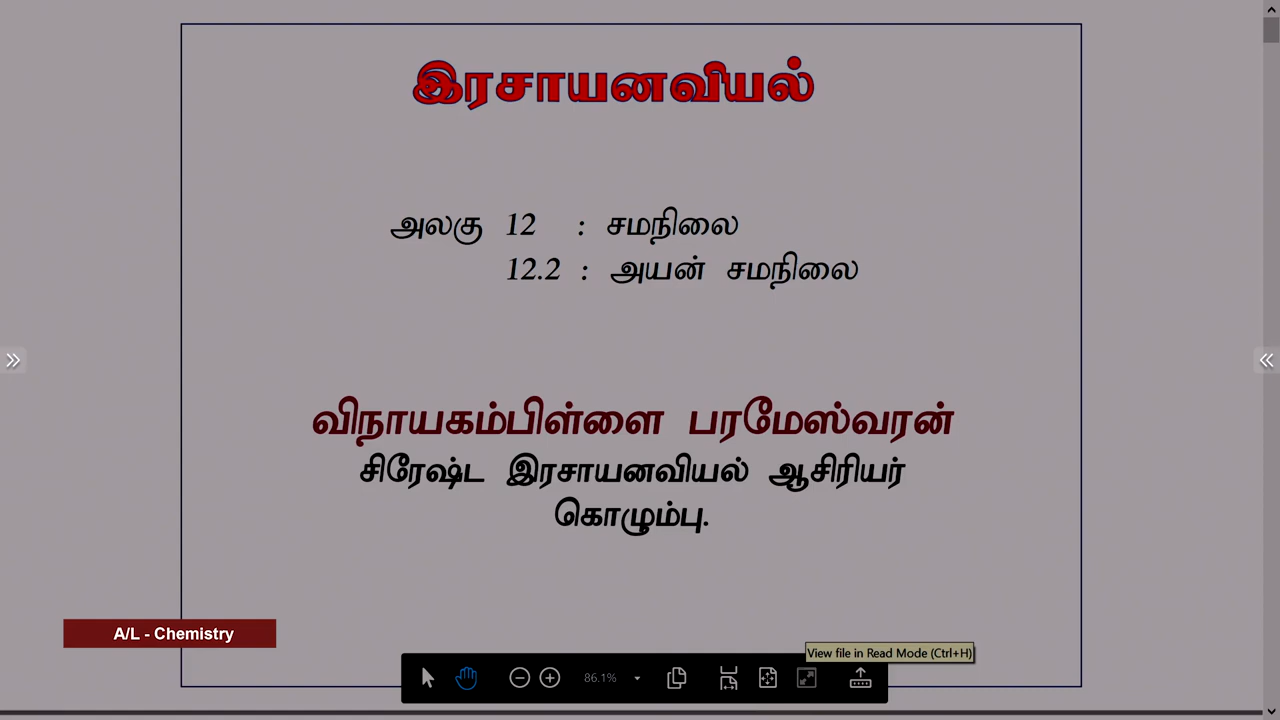 இரசாயனவியல்
அலகு 12 : சமநிலை
12.2 : அயன் சமநிலை
விநாயகம்பிள்ளை பரமேஸ்வரன்
சிரேஷ்ட இரசாயனவியல் ஆசிரியர்
கொழும்பு.
A/L - Chemistry
View file in Read Mode (Ctrl+H)
86.1%